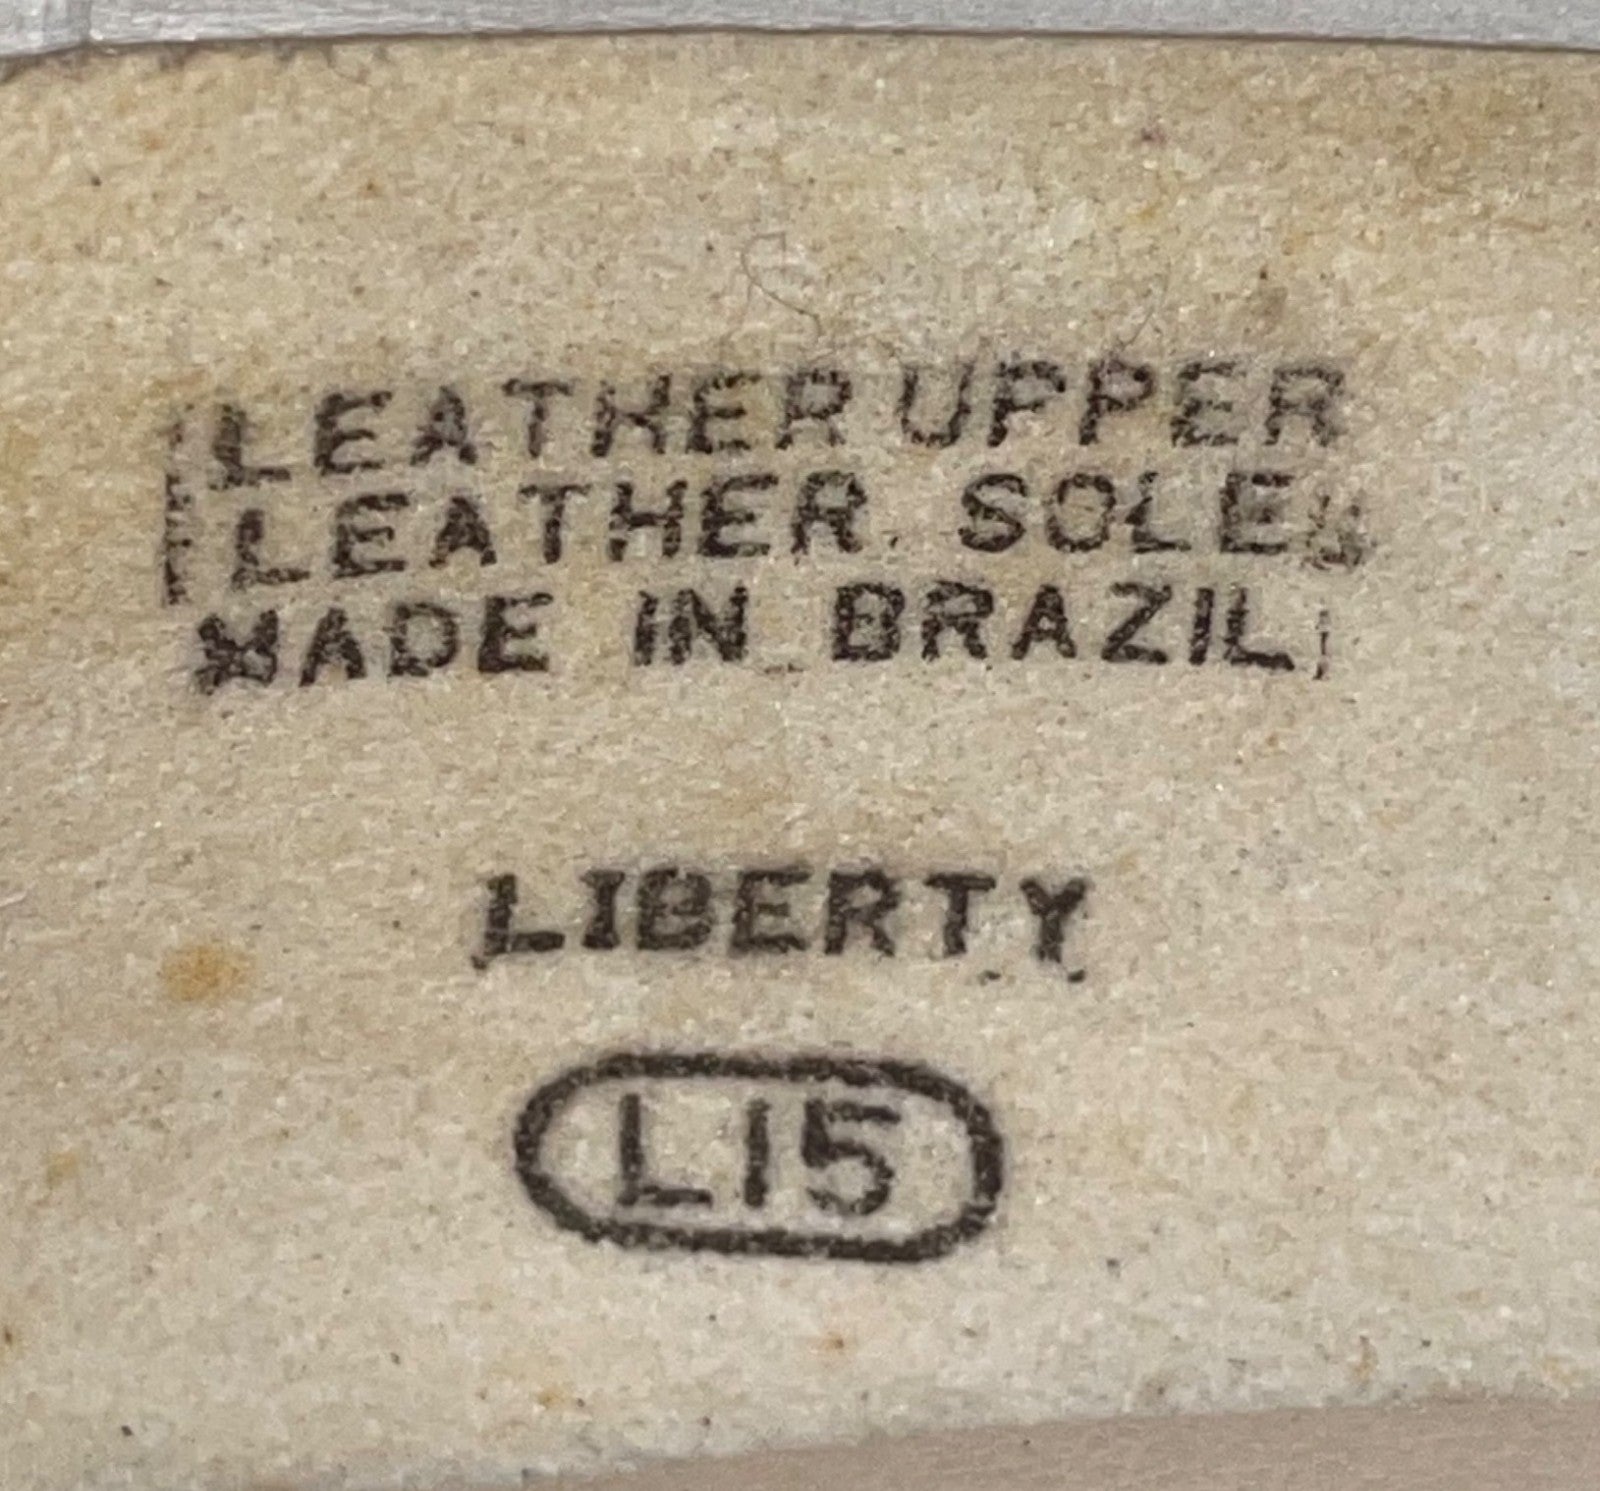 LEATHER UPPER
LEATHER SOLE
MADE IN BRAZIL
LIBERTY
L15